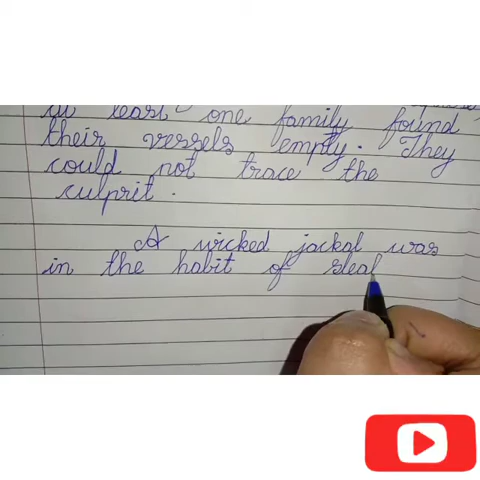 at least one family found
their vessels empty. They
could not trace the
culprit.
A wicked jackal was
in the habit of steal